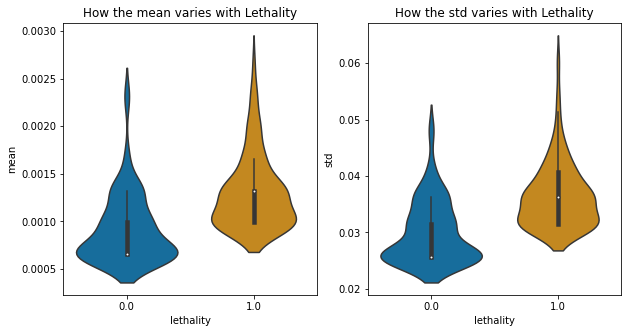 How the mean varies with Lethality
How the std varies with Lethality
0.0030
0.0025
0.0020
0.0015
0.0010
0.0005
mean
0.0
1.0
lethality
0.06
0.05
0.04
0.03
0.02
std
0.0
1.0
lethality